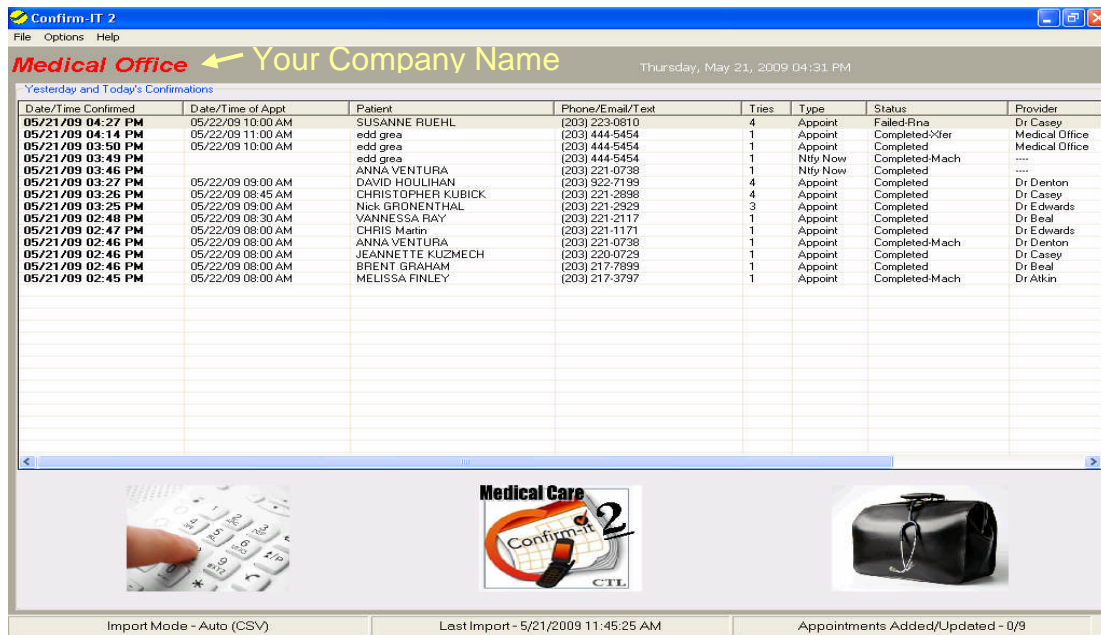 Confirm-IT 2
File Options Help
Medical Office Your Company Name Thursday, May 21, 2009 04:31 PM
Yesterday and Today's Confirmations
Date/Time Confirmed Date/Time of Appt Patient Phone/Email/Text Tries Type Status Provider
05/21/09 04:27 PM 05/22/09 10:00 AM SUSANNE RUEHL (203) 223-0810 4 Appoint Failed-Rna Dr Casey
05/21/09 04:14 PM 05/22/09 11:00 AM edd grea (203) 444-5454 1 Appoint Completed-Xfer Medical Office
05/21/09 03:50 PM 05/22/09 10:00 AM edd grea (203) 444-5454 1 Appoint Completed Medical Office
05/21/09 03:49 PM edd grea (203) 444-5454 1 Ntfy Now Completed-Mach ----
05/21/09 03:46 PM ANNA VENTURA (203) 221-0738 1 Ntfy Now Completed ----
05/21/09 03:27 PM 05/22/09 09:00 AM DAVID HOULIHAN (203) 922-7199 4 Appoint Completed Dr Denton
05/21/09 03:26 PM 05/22/09 08:45 AM CHRISTOPHER KUBICK (203) 221-2898 4 Appoint Completed Dr Casey
05/21/09 03:25 PM 05/22/09 09:00 AM Nick GRONENTHAL (203) 221-2929 3 Appoint Completed Dr Edwards
05/21/09 02:48 PM 05/22/09 08:30 AM VANNESSA RAY (203) 221-2117 1 Appoint Completed Dr Beal
05/21/09 02:47 PM 05/22/09 08:00 AM CHRIS Martin (203) 221-1171 1 Appoint Completed Dr Edwards
05/21/09 02:46 PM 05/22/09 08:00 AM ANNA VENTURA (203) 221-0738 1 Appoint Completed-Mach Dr Denton
05/21/09 02:46 PM 05/22/09 08:00 AM JEANNETTE KUZMECH (203) 220-0729 1 Appoint Completed Dr Casey
05/21/09 02:46 PM 05/22/09 08:00 AM BRENT GRAHAM (203) 217-7899 1 Appoint Completed Dr Beal
05/21/09 02:45 PM 05/22/09 08:00 AM MELISSA FINLEY (203) 217-3797 1 Appoint Completed-Mach Dr Atkin
Medical Care
Confirm-it 2
CTL
Import Mode - Auto (CSV) Last Import - 5/21/2009 11:45:25 AM Appointments Added/Updated - 0/9